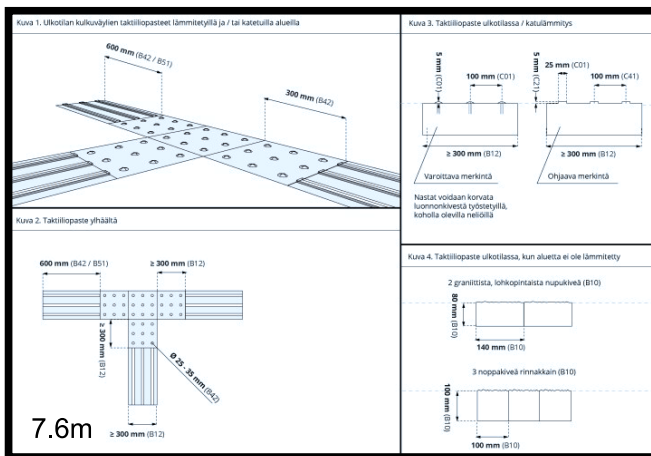 Kuva 1. Ulkotilan kulkuväylien taktiiliopasteet lämmitetyillä ja / tai katetuilla alueilla
600 mm (B42 / B51)
300 mm (B42)
Kuva 2. Taktiiliopaste ylhäältä
600 mm (B42 / B51)
≥ 300 mm (B12)
≥ 300 mm (B12)
Ø 25 - 35 mm (B42)
≥ 300 mm (B12)
7.6m
Kuva 3. Taktiiliopaste ulkotilassa / katulämmitys
5 mm (C01)
100 mm (C01)
5 mm (C21)
25 mm (C01)
100 mm (C41)
≥ 300 mm (B12)
≥ 300 mm (B12)
Varoittava merkintä
Ohjaava merkintä
Nastat voidaan korvata
luonnonkivestä työstetyillä,
koholla olevilla neliöillä
Kuva 4. Taktiiliopaste ulkotilassa, kun aluetta ei ole lämmitetty
2 graniittista, lohkopintaista nupukiveä (B10)
80 mm (B10)
140 mm (B10)
3 noppakiveä rinnakkain (B10)
100 mm (B10)
100 mm (B10)